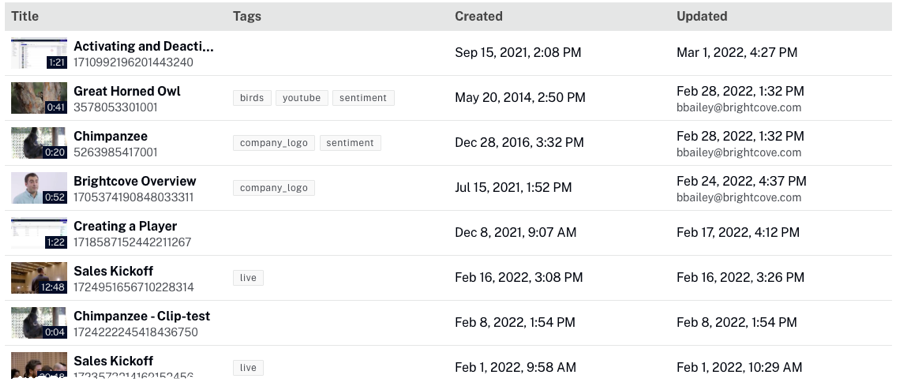 Title Tags Created Updated
Activating and Deacti...
1:21 1710992196201443240 Sep 15, 2021, 2:08 PM Mar 1, 2022, 4:27 PM
Great Horned Owl Feb 28, 2022, 1:32 PM
0:41 3578053301001 birds youtube sentiment May 20, 2014, 2:50 PM bbailey@brightcove.com
Chimpanzee Feb 28, 2022, 1:32 PM
0:20 5263985417001 company_logo sentiment Dec 28, 2016, 3:32 PM bbailey@brightcove.com
Brightcove Overview Feb 24, 2022, 4:37 PM
0:52 1705374190848033311 company_logo Jul 15, 2021, 1:52 PM bbailey@brightcove.com
Creating a Player
1:22 1718587152442211267 Dec 8, 2021, 9:07 AM Feb 17, 2022, 4:12 PM
Sales Kickoff
12:48 1724951656710228314 live Feb 16, 2022, 3:08 PM Feb 16, 2022, 3:26 PM
Chimpanzee - Clip-test
0:04 1724222245418436750 Feb 8, 2022, 1:54 PM Feb 8, 2022, 1:54 PM
Sales Kickoff
live Feb 1, 2022, 9:58 AM Feb 1, 2022, 10:29 AM